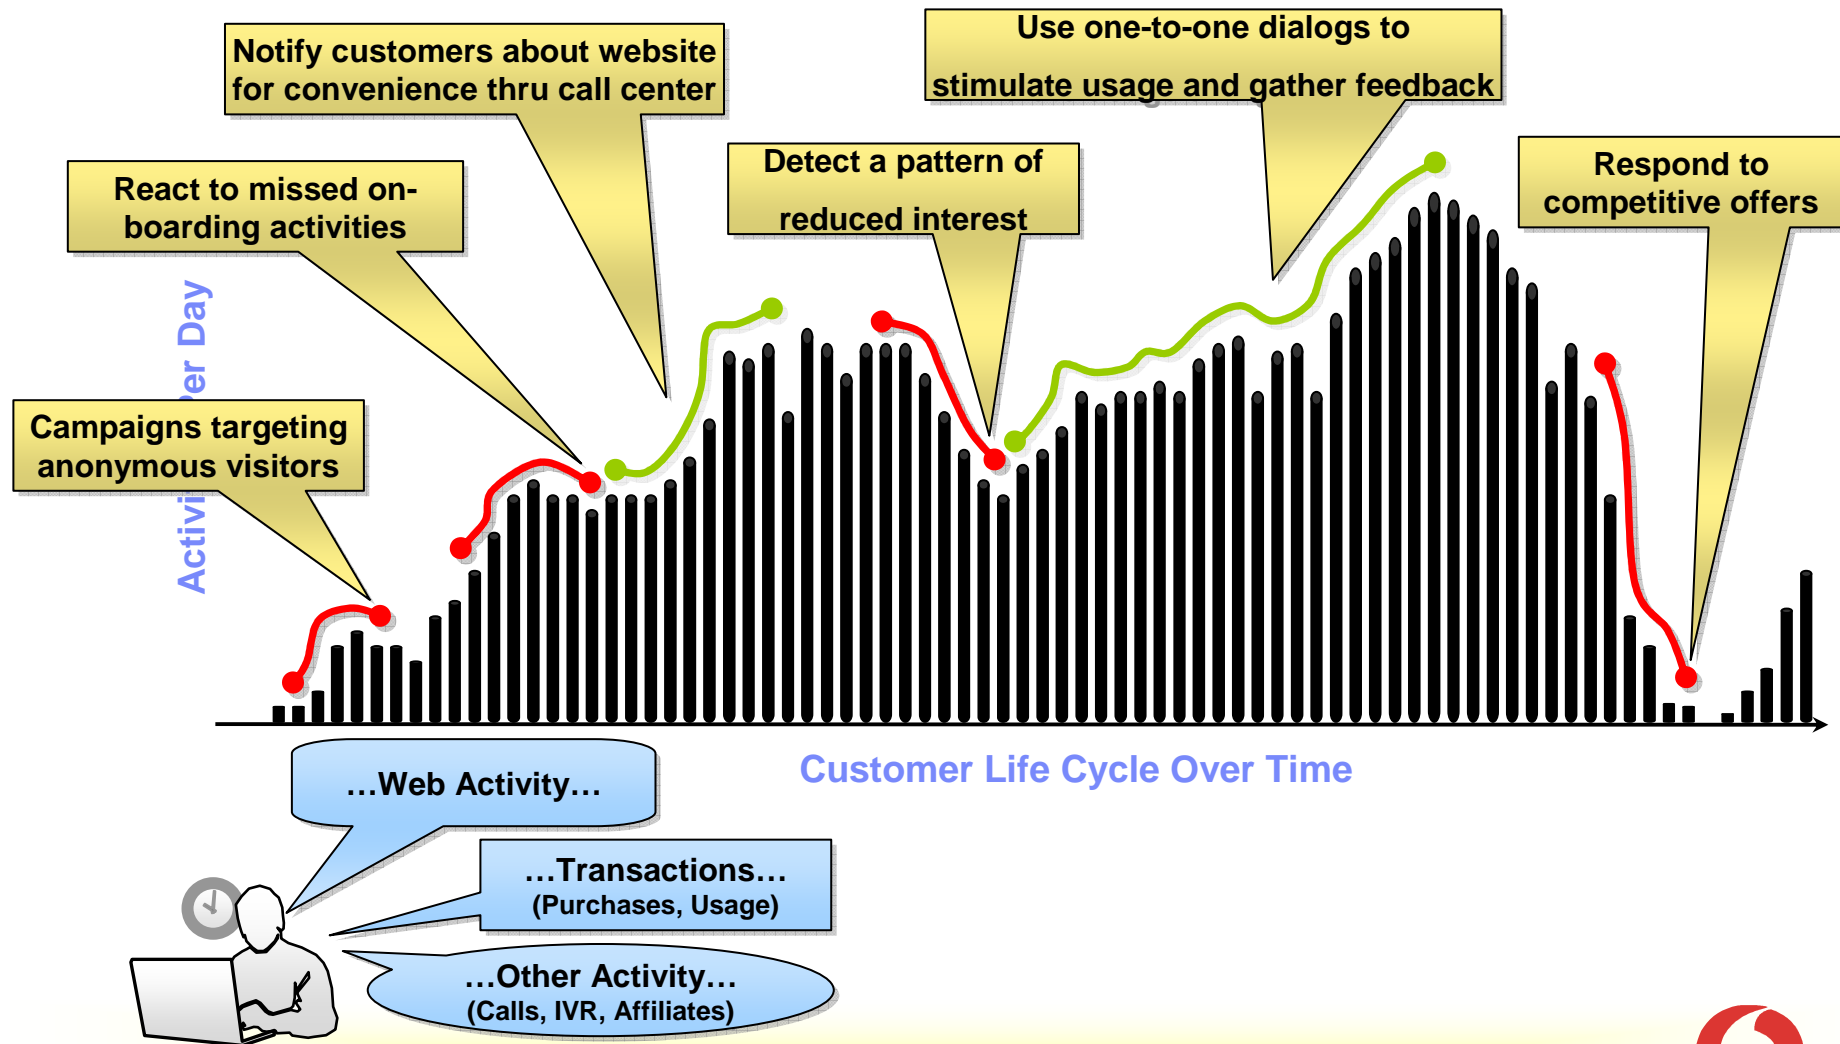 Notify customers about website
for convenience thru call center
Use one-to-one dialogs to
stimulate usage and gather feedback
React to missed on-
boarding activities
Detect a pattern of
reduced interest
Respond to
competitive offers
Campaigns targeting
anonymous visitors
Per Day
Customer Life Cycle Over Time
…Web Activity…
…Transactions…
(Purchases, Usage)
…Other Activity…
(Calls, IVR, Affiliates)